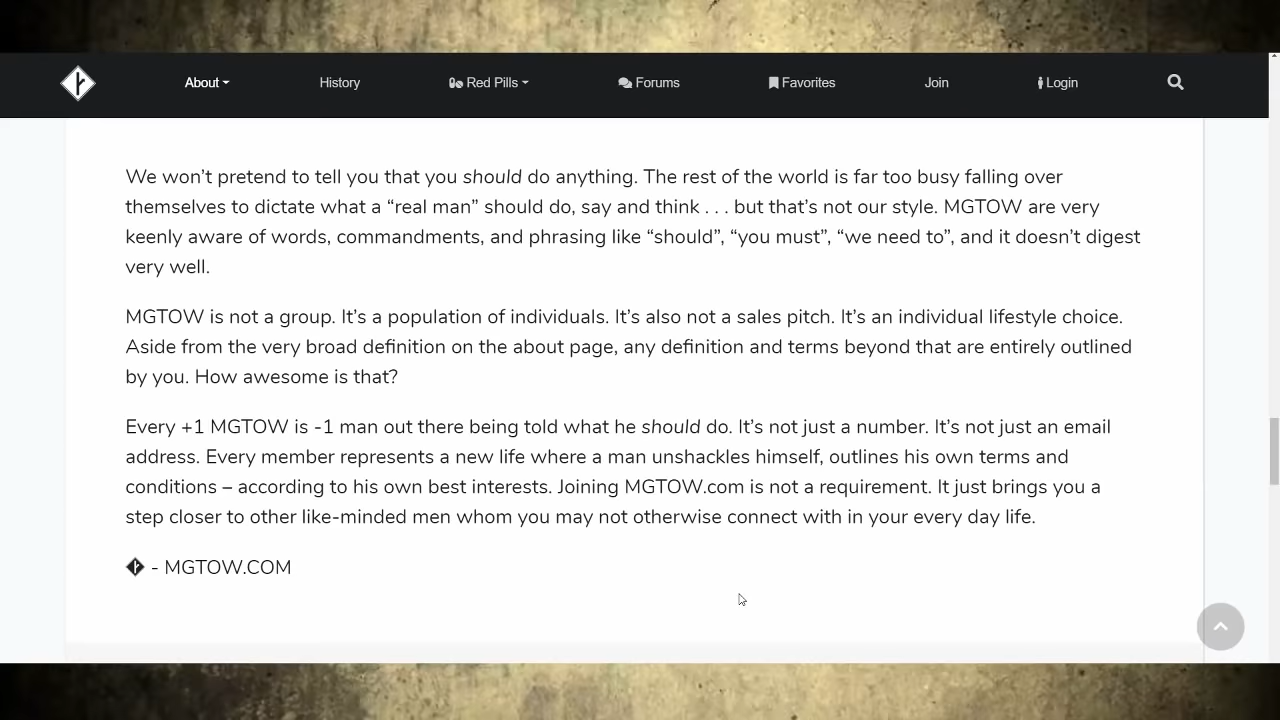 About History Red Pills Forums Favorites Join Login
We won’t pretend to tell you that you should do anything. The rest of the world is far too busy falling over
themselves to dictate what a “real man” should do, say and think . . . but that’s not our style. MGTOW are very
keenly aware of words, commandments, and phrasing like “should”, “you must”, “we need to”, and it doesn’t digest
very well.
MGTOW is not a group. It’s a population of individuals. It’s also not a sales pitch. It’s an individual lifestyle choice.
Aside from the very broad definition on the about page, any definition and terms beyond that are entirely outlined
by you. How awesome is that?
Every +1 MGTOW is -1 man out there being told what he should do. It’s not just a number. It’s not just an email
address. Every member represents a new life where a man unshackles himself, outlines his own terms and
conditions – according to his own best interests. Joining MGTOW.com is not a requirement. It just brings you a
step closer to other like-minded men whom you may not otherwise connect with in your every day life.
- MGTOW.COM